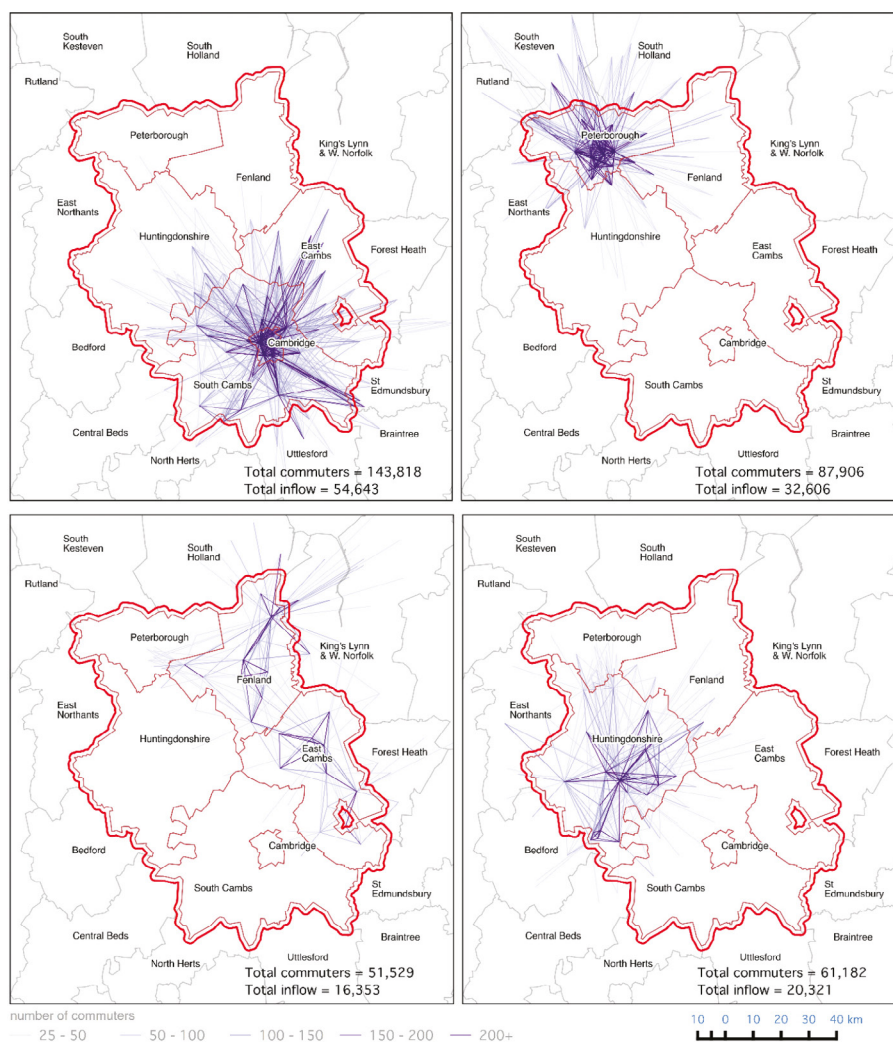 South
Kesteven
South
Holland
Rutland
Peterborough
King's Lynn
& W. Norfolk
Fenland
East
Northants
Huntingdonshire
East
Cambs
Forest Heath
Bedford
Cambridge
South Cambs
St
Edmundsbury
Central Beds
Braintree
North Herts
Uttlesford
Total commuters = 143,818
Total inflow = 54,643
South
Kesteven
South
Holland
Rutland
Peterborough
King's Lynn
& W. Norfolk
Fenland
East
Northants
Huntingdonshire
East
Cambs
Forest Heath
Bedford
Cambridge
South Cambs
St
Edmundsbury
Central Beds
Braintree
North Herts
Uttlesford
Total commuters = 87,906
Total inflow = 32,606
South
Kesteven
South
Holland
Rutland
Peterborough
King's Lynn
& W. Norfolk
Fenland
East
Northants
Huntingdonshire
East
Cambs
Forest Heath
Bedford
Cambridge
South Cambs
St
Edmundsbury
Central Beds
Braintree
North Herts
Uttlesford
Total commuters = 51,529
Total inflow = 16,353
South
Kesteven
South
Holland
Rutland
Peterborough
King's Lynn
& W. Norfolk
Fenland
East
Northants
Huntingdonshire
East
Cambs
Forest Heath
Bedford
Cambridge
South Cambs
St
Edmundsbury
Central Beds
Braintree
North Herts
Uttlesford
Total commuters = 61,182
Total inflow = 20,321
number of commuters
25 - 50 50 - 100 100 - 150 150 - 200 200+
10 0 10 20 30 40 km